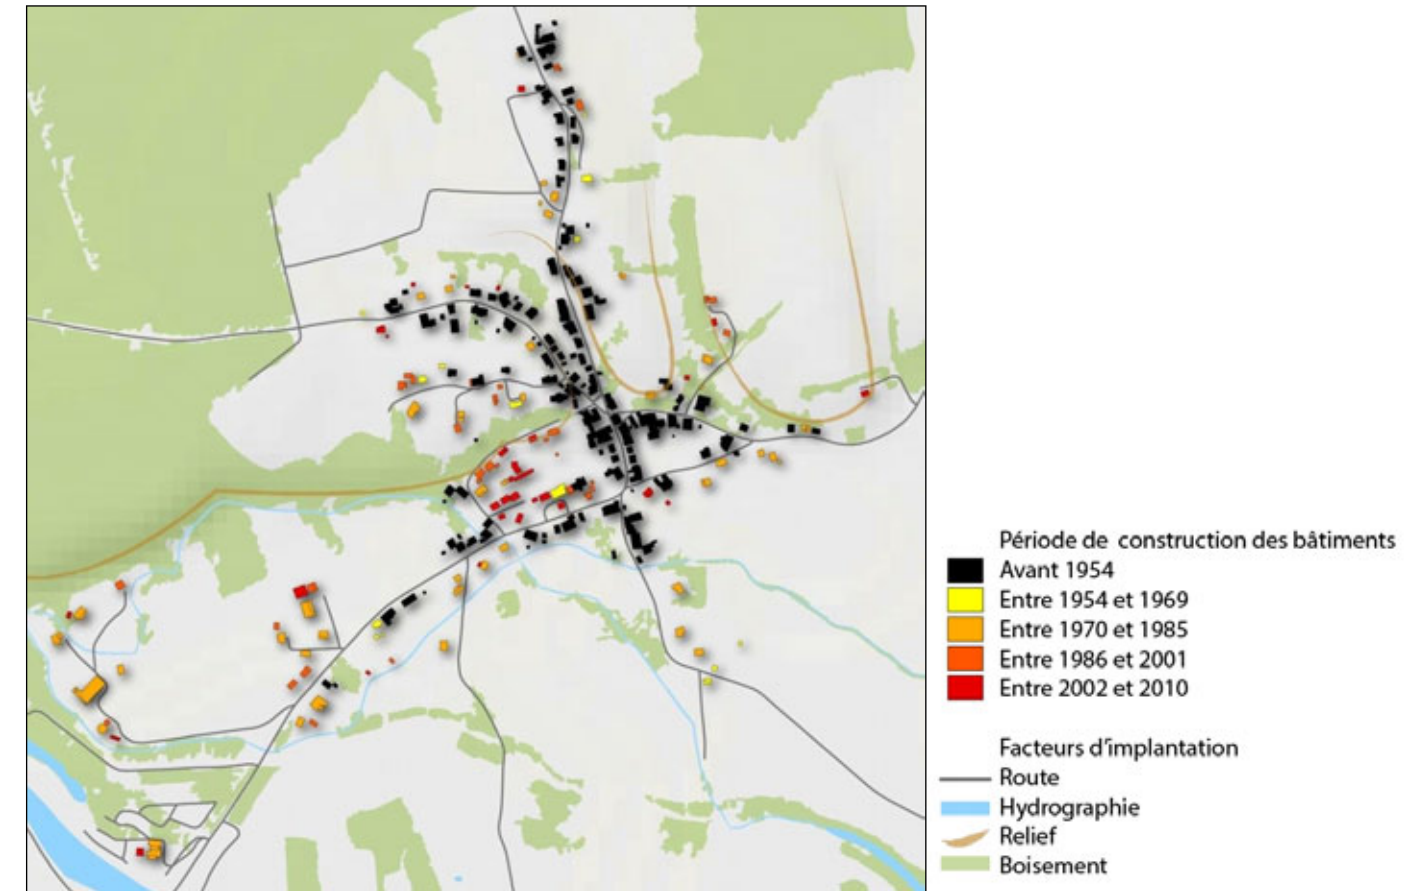 Période de construction des bâtiments
Avant 1954
Entre 1954 et 1969
Entre 1970 et 1985
Entre 1986 et 2001
Entre 2002 et 2010
Facteurs d'implantation
Route
Hydrographie
Relief
Boisement